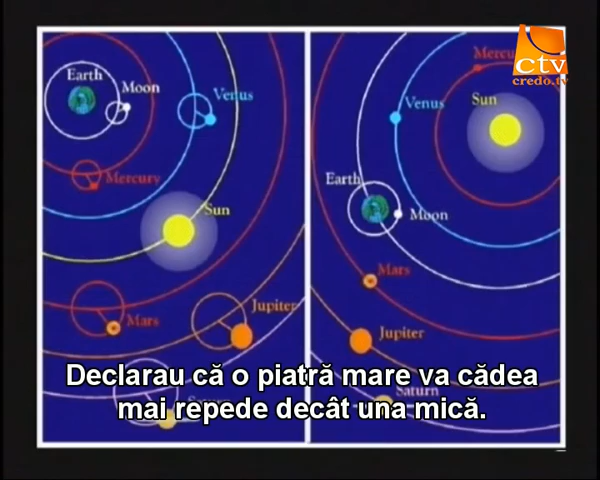 Earth
Moon
Venus
Mercury
Sun
Mars
Jupiter
Saturn
Mercu
Sun
Venus
Earth
Moon
Mars
Jupiter
Saturn
ctv
credo.tv
Declarau că o piatră mare va cădea
mai repede decât una mică.